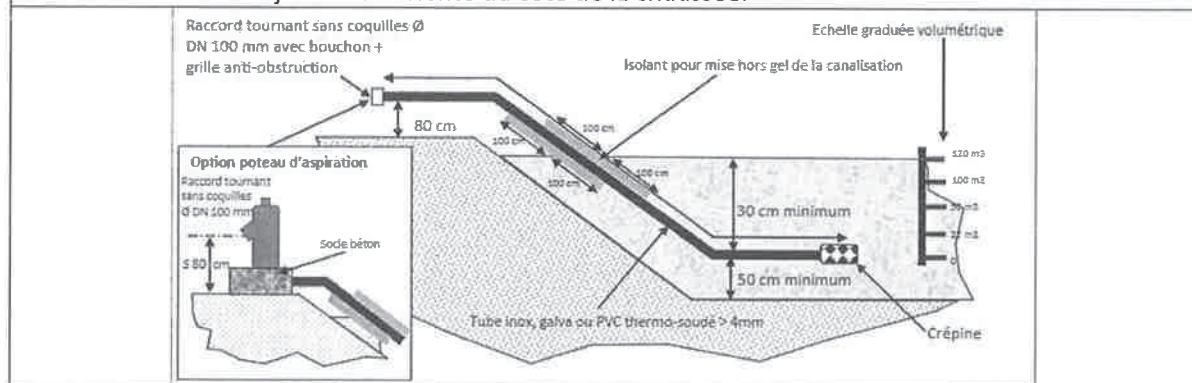 Raccord tournant sans coquilles Ø
DN 100 mm avec bouchon +
grille anti-obstruction
Echelle graduée volumétrique
Isolant pour mise hors gel de la canalisation
80 cm
100 cm
100 cm
100 cm
100 cm
Option poteau d'aspiration
Raccord tournant
sans coquilles
Ø DN 100 mm
Socle béton
≤ 80 cm
120 m3
100 m3
0
30 cm minimum
50 cm minimum
Tube inox, galva ou PVC thermo-soudé > 4mm
Crépine